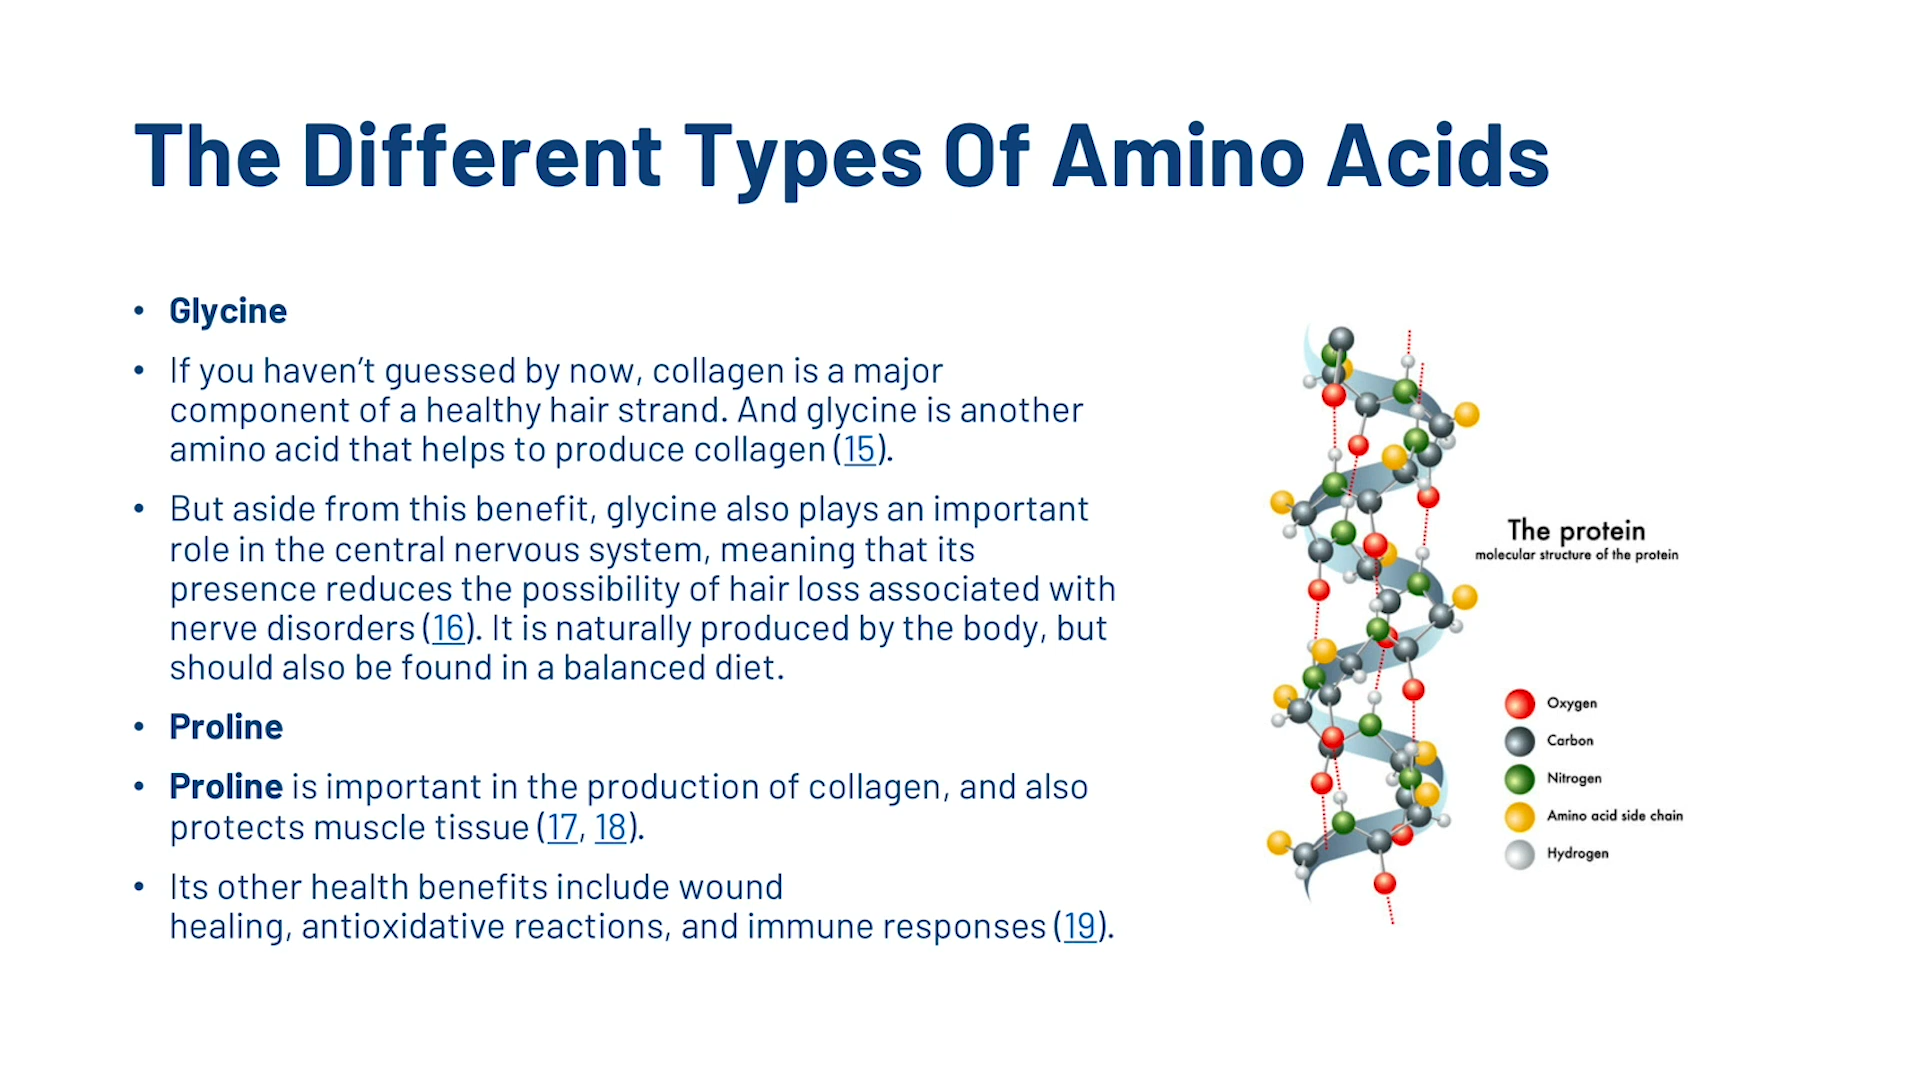 The Different Types Of Amino Acids
• Glycine
• If you haven't guessed by now, collagen is a major
component of a healthy hair strand. And glycine is another
amino acid that helps to produce collagen (15).
• But aside from this benefit, glycine also plays an important
role in the central nervous system, meaning that its
presence reduces the possibility of hair loss associated with
nerve disorders (16). It is naturally produced by the body, but
should also be found in a balanced diet.
• Proline
• Proline is important in the production of collagen, and also
protects muscle tissue (17, 18).
• Its other health benefits include wound
healing, antioxidative reactions, and immune responses (19).
The protein
molecular structure of the protein
Oxygen
Carbon
Nitrogen
Amino acid side chain
Hydrogen